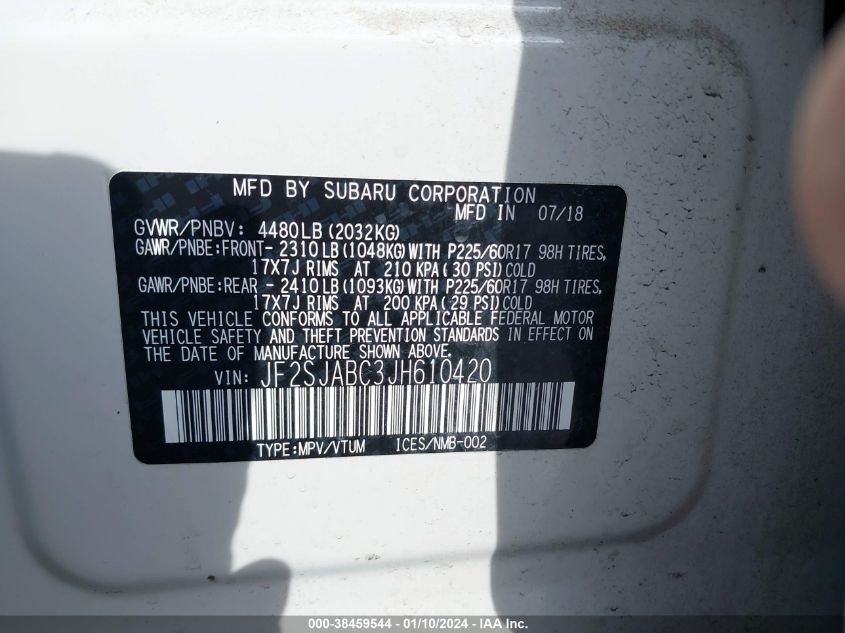 MFD BY SUBARU CORPORATION
MFD IN 07/18
GVWR/PNBV: 4480LB(2032KG)
GAWR/PNBE:FRONT- 2310LB(1048KG)WITH P225/60R17 98H TIRES,
17X7J RIMS AT 210 KPA(30 PSI)COLD
GAWR/PNBE:REAR - 2410LB(1093KG)WITH P225/60R17 98H TIRES,
17X7J RIMS AT 200 KPA(29 PSI)COLD
THIS VEHICLE CONFORMS TO ALL APPLICABLE FEDERAL MOTOR
VEHICLE SAFETY AND THEFT PREVENTION STANDARDS IN EFFECT ON
THE DATE OF MANUFACTURE SHOWN ABOVE.
VIN: JF2SJABC3JH610420
TYPE:MPV/VTUM ICES/NMB-002
000-38459544 - 01/10/2024 - IAA Inc.